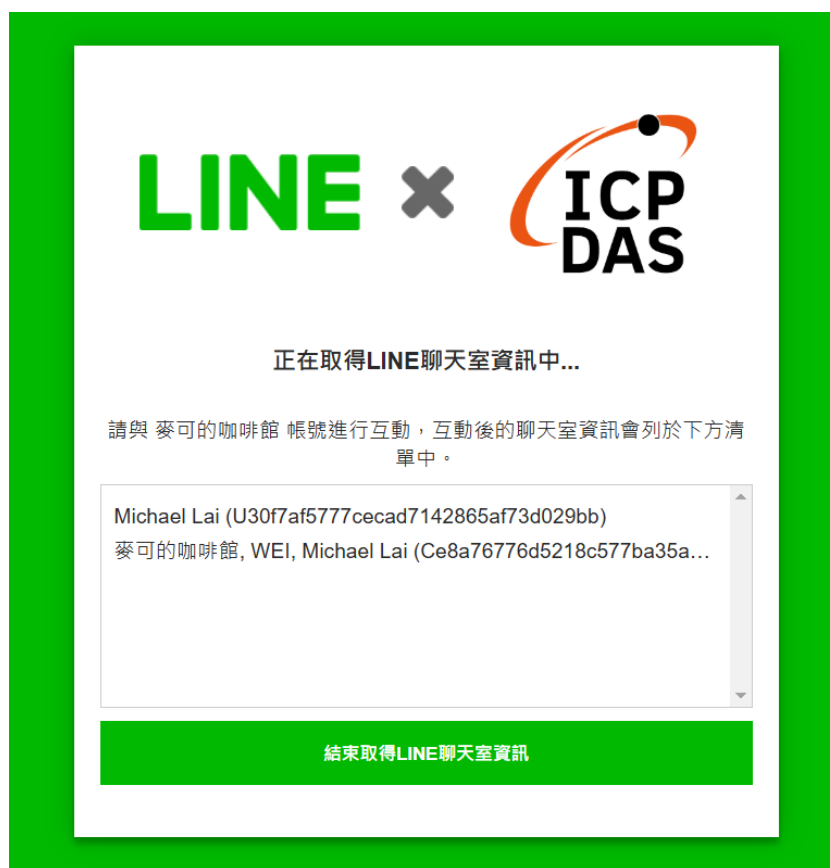 LINE × ICP DAS
正在取得LINE聊天室資訊中...
請與 麥可的咖啡館 帳號進行互動，互動後的聊天室資訊會列於下方清
單中。
Michael Lai (U30f7af5777cecad7142865af73d029bb)
麥可的咖啡館, WEI, Michael Lai (Ce8a76776d5218c577ba35a...
結束取得LINE聊天室資訊